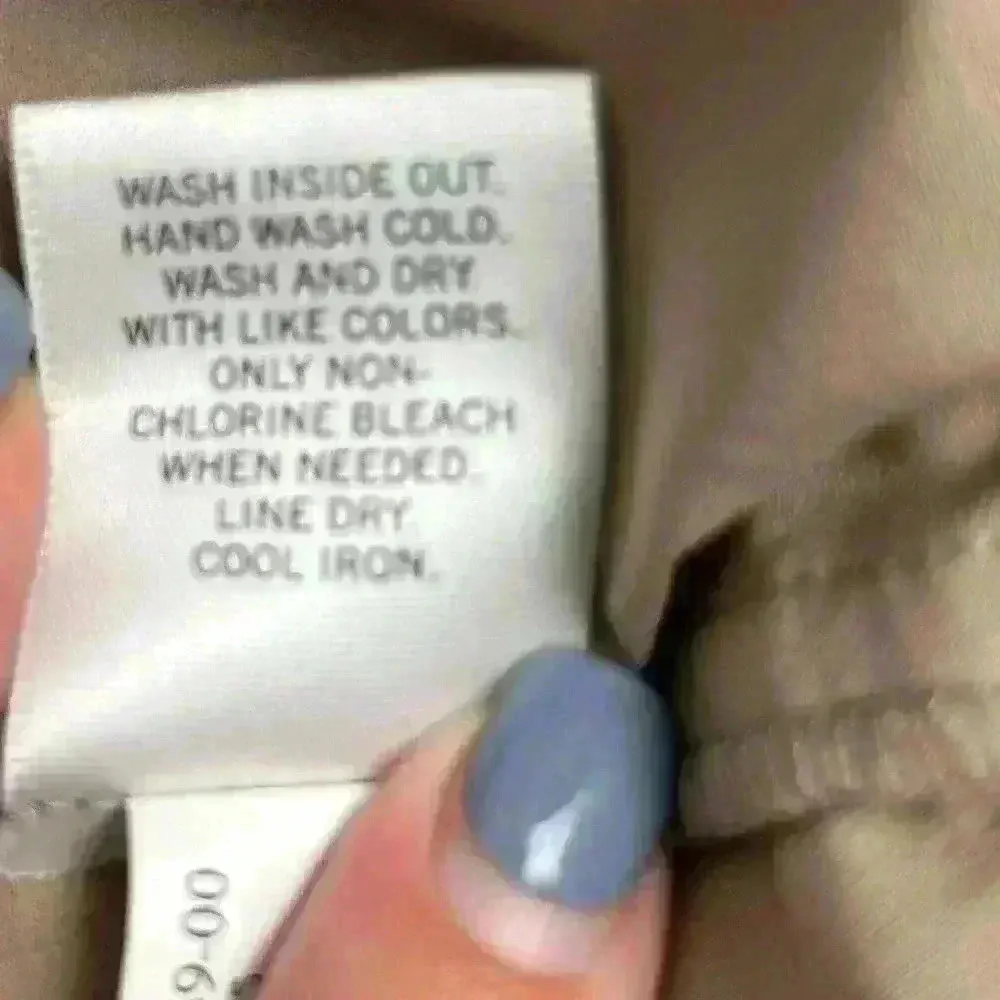 WASH INSIDE OUT.
HAND WASH COLD.
WASH AND DRY
WITH LIKE COLORS.
ONLY NON-
CHLORINE BLEACH
WHEN NEEDED.
LINE DRY
COOL IRON.